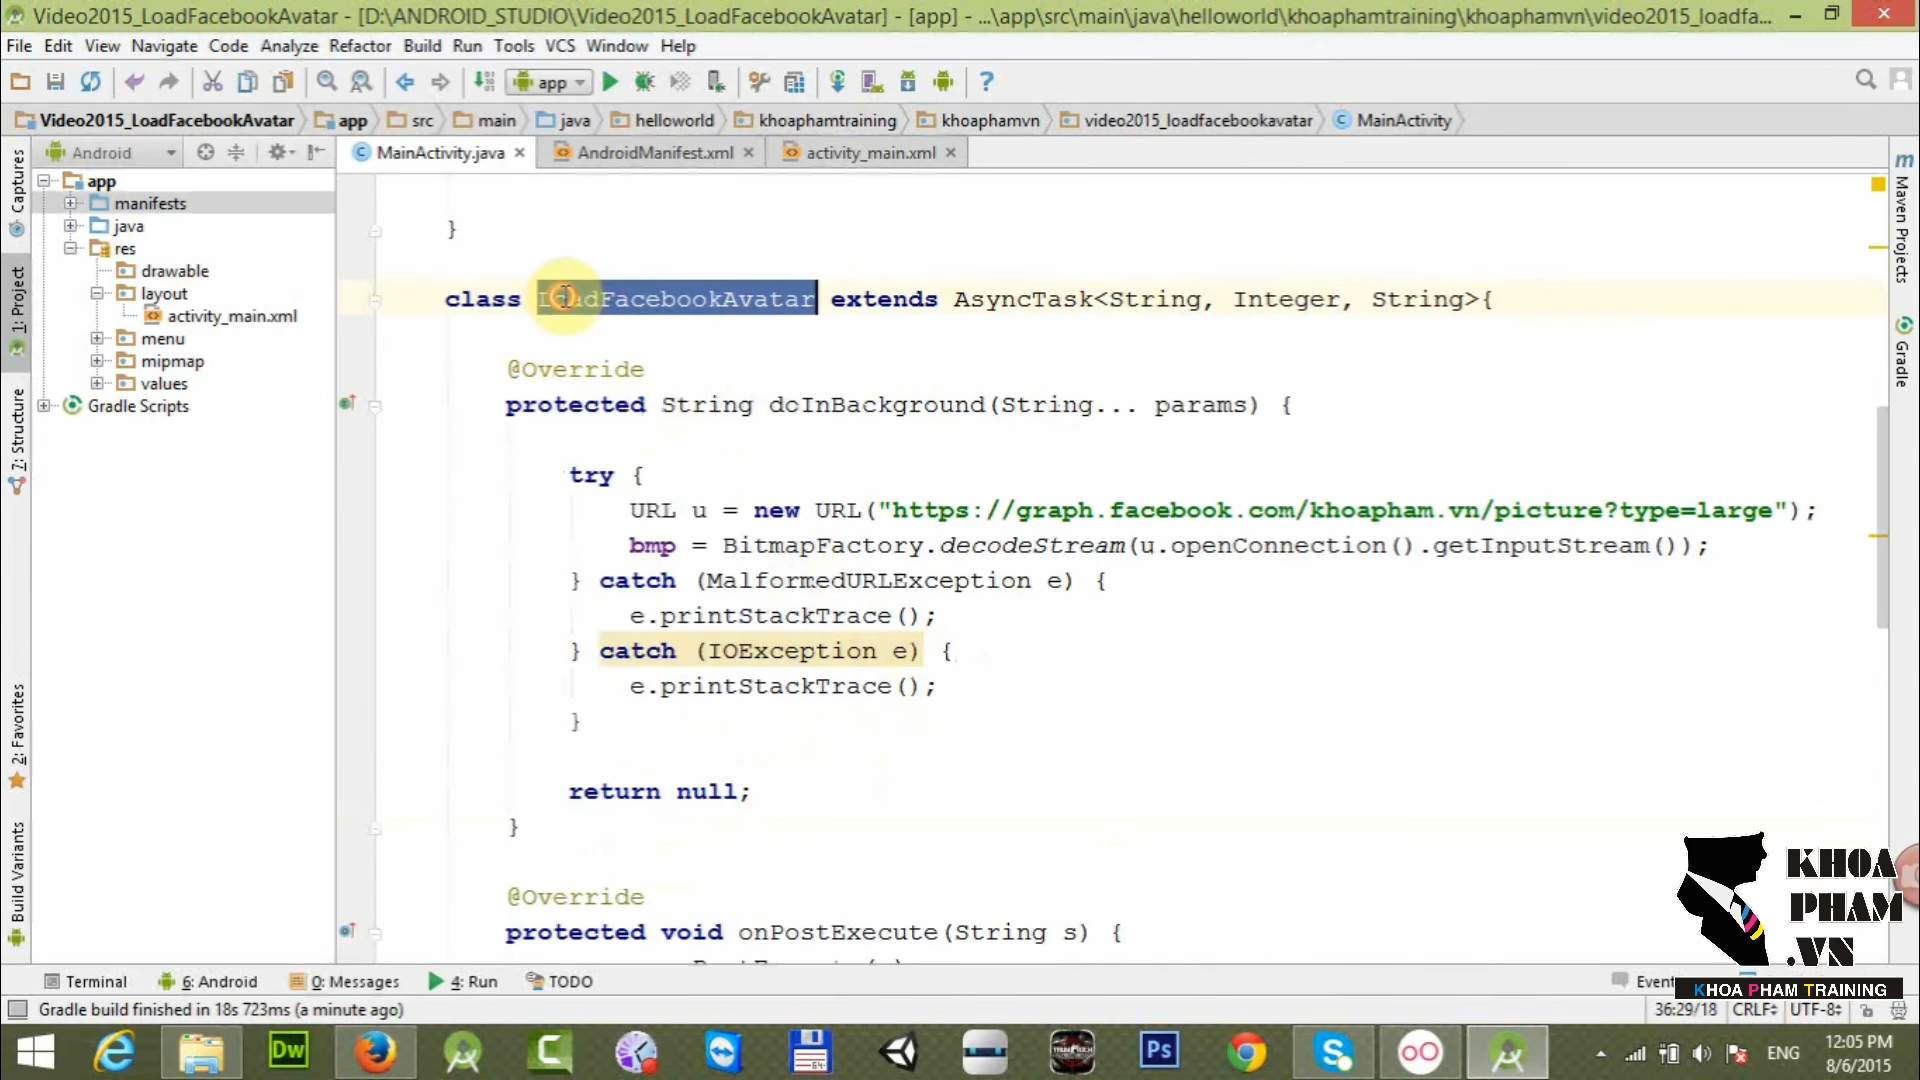 Video2015_LoadFacebookAvatar - [D:\ANDROID_STUDIO\Video2015_LoadFacebookAvatar] - [app] - ...\app\src\main\java\helloworld\khoaphamtraining\khoaphamvn\video2015_loadfa...
File Edit View Navigate Code Analyze Refactor Build Run Tools VCS Window Help
app
Video2015_LoadFacebookAvatar app src main java helloworld khoaphamtraining khoaphamvn video2015_loadfacebookavatar MainActivity
Android MainActivity.java AndroidManifest.xml activity_main.xml
Captures
1: Project
7: Structure
2: Favorites
Build Variants
app
manifests
java
res
drawable
layout
activity_main.xml
menu
mipmap
values
Gradle Scripts
}
class LoadFacebookAvatar extends AsyncTask<String, Integer, String>{
@Override
protected String doInBackground(String... params) {
try {
URL u = new URL("https://graph.facebook.com/khoapham.vn/picture?type=large");
bmp = BitmapFactory.decodeStream(u.openConnection().getInputStream());
} catch (MalformedURLException e) {
e.printStackTrace();
} catch (IOException e) {
e.printStackTrace();
}
return null;
}
@Override
protected void onPostExecute(String s) {
m
Maven Projects
Gradle
KHOA
PHAM
.VN
KHOA PHAM TRAINING
Terminal 6: Android 0: Messages 4: Run TODO Event
Gradle build finished in 18s 723ms (a minute ago) 36:29/18 CRLF UTF-8
Dw Ps ENG
12:05 PM
8/6/2015